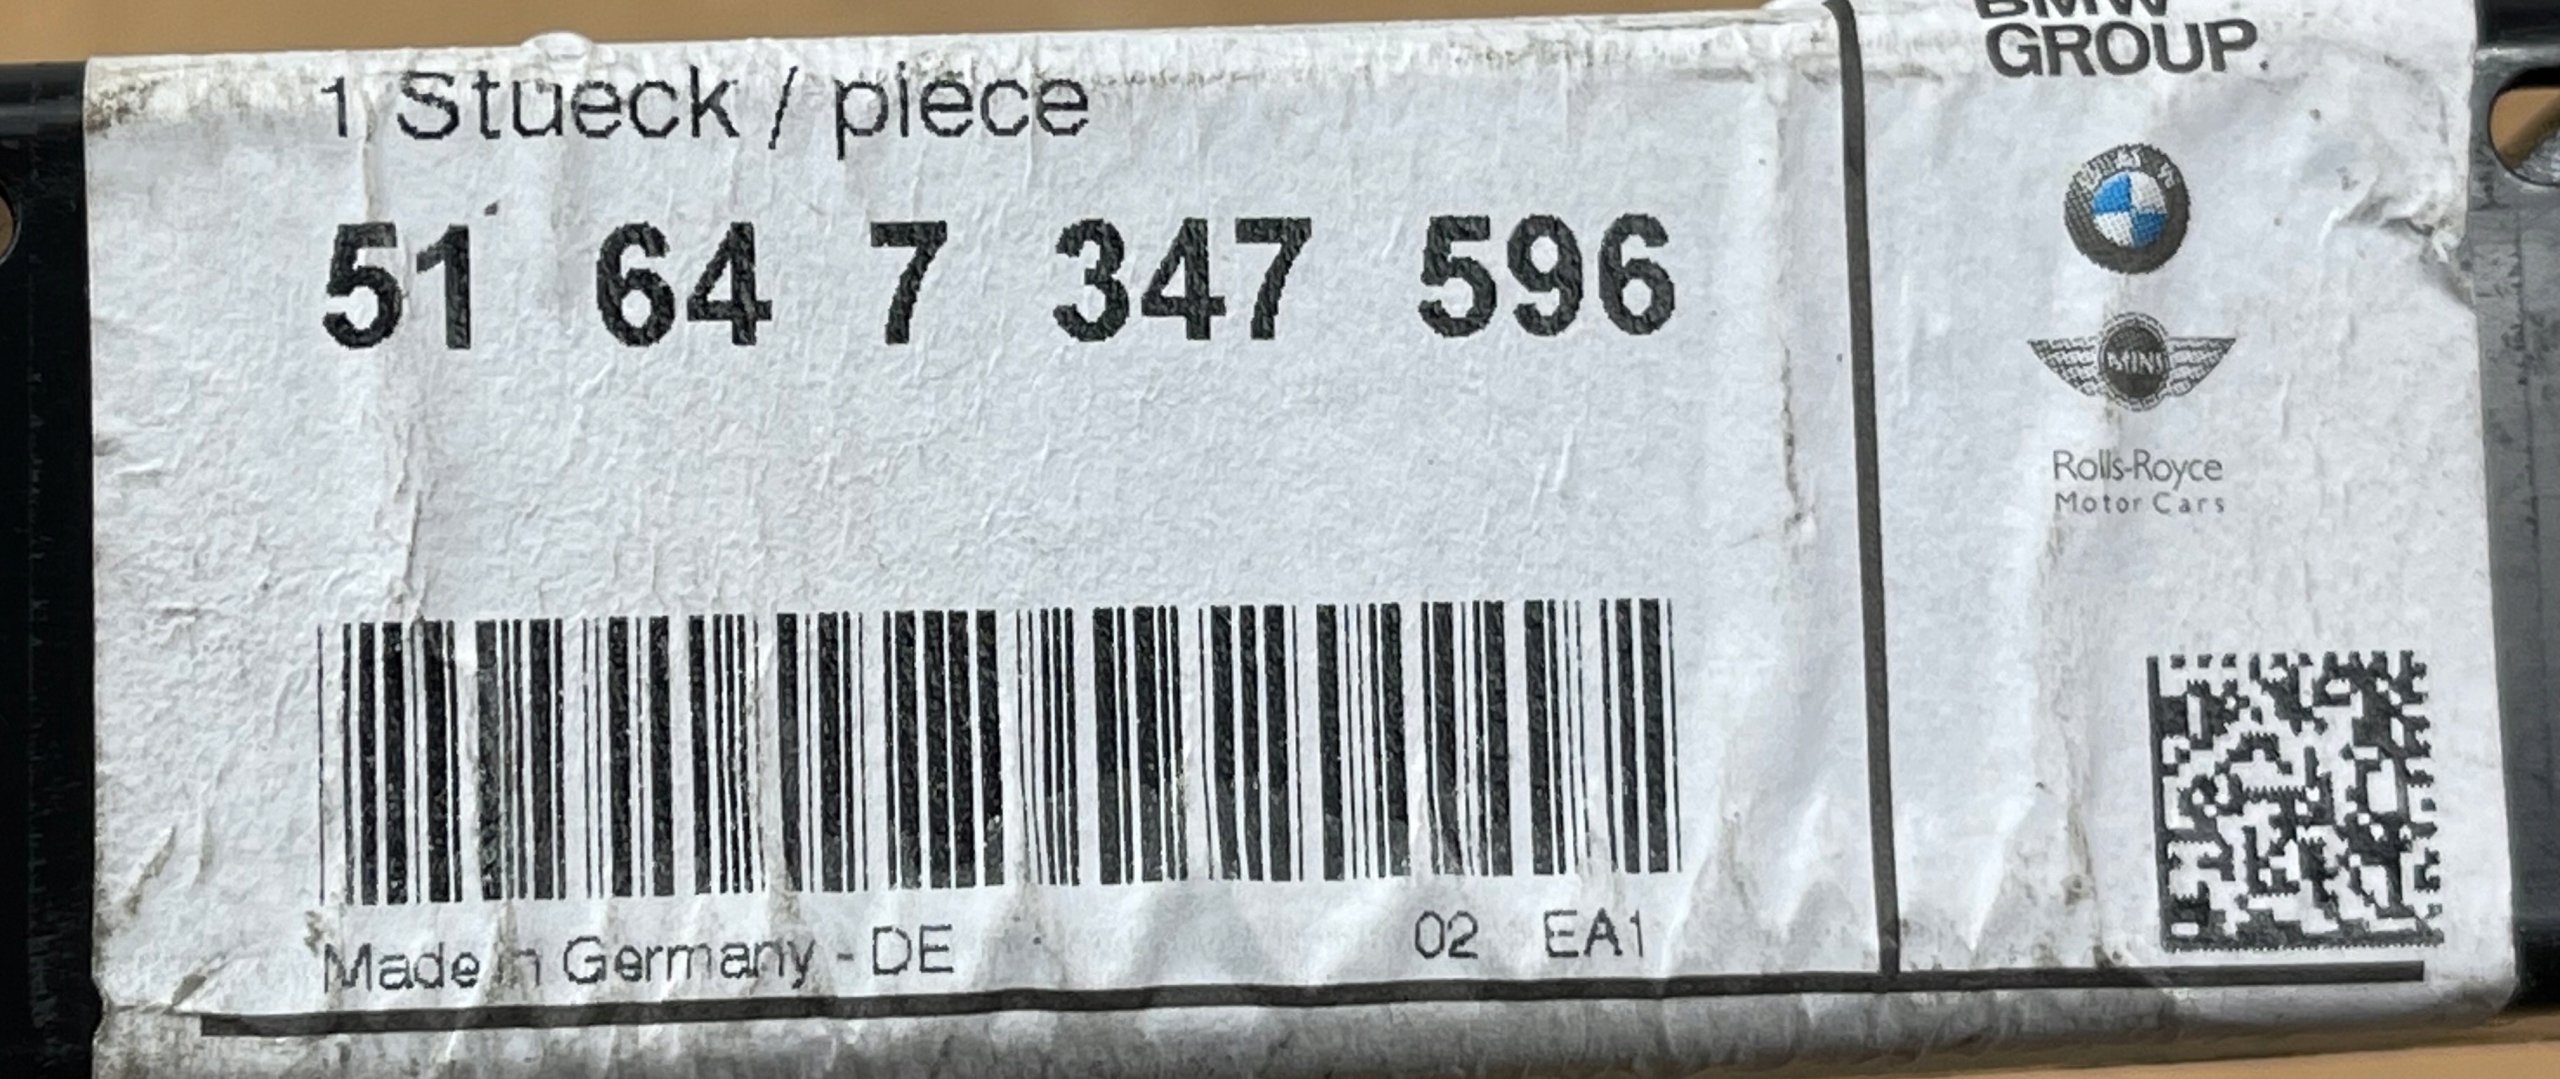 1 Stueck / piece
51 64 7 347 596
Made in Germany - DE 02 EA1
BMW
GROUP
MINI
Rolls-Royce
Motor Cars